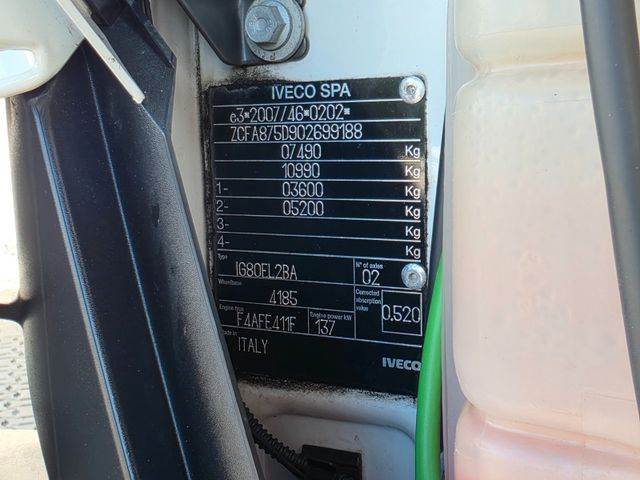 IVECO SPA
e3*2007/46*0202*
ZCFA875D902699188
07490 Kg
10990 Kg
1- 03600 Kg
2- 05200 Kg
3- Kg
4- Kg
Type IG80EL2BA N° of axles 02
Wheelbase 4185 Corrected absorption value 0.520
Engine type F4AFE411F Engine power kW 137
Made in ITALY
IVECO